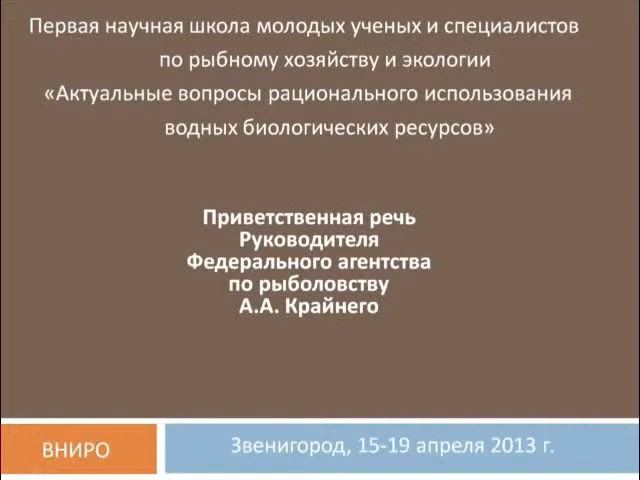 Первая научная школа молодых ученых и специалистов
по рыбному хозяйству и экологии
«Актуальные вопросы рационального использования
водных биологических ресурсов»
Приветственная речь
Руководителя
Федерального агентства
по рыболовству
А.А. Крайнего
ВНИРО
Звенигород, 15-19 апреля 2013 г.